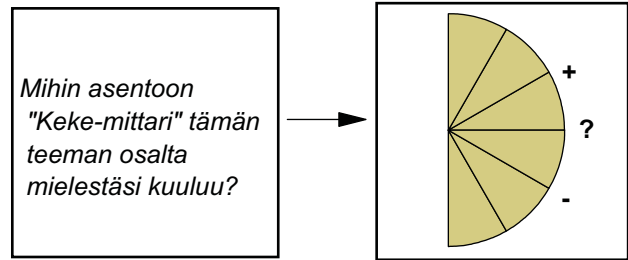 Mihin asentoon
"Keke-mittari" tämän
teeman osalta
mielestäsi kuuluu?
+
?
-